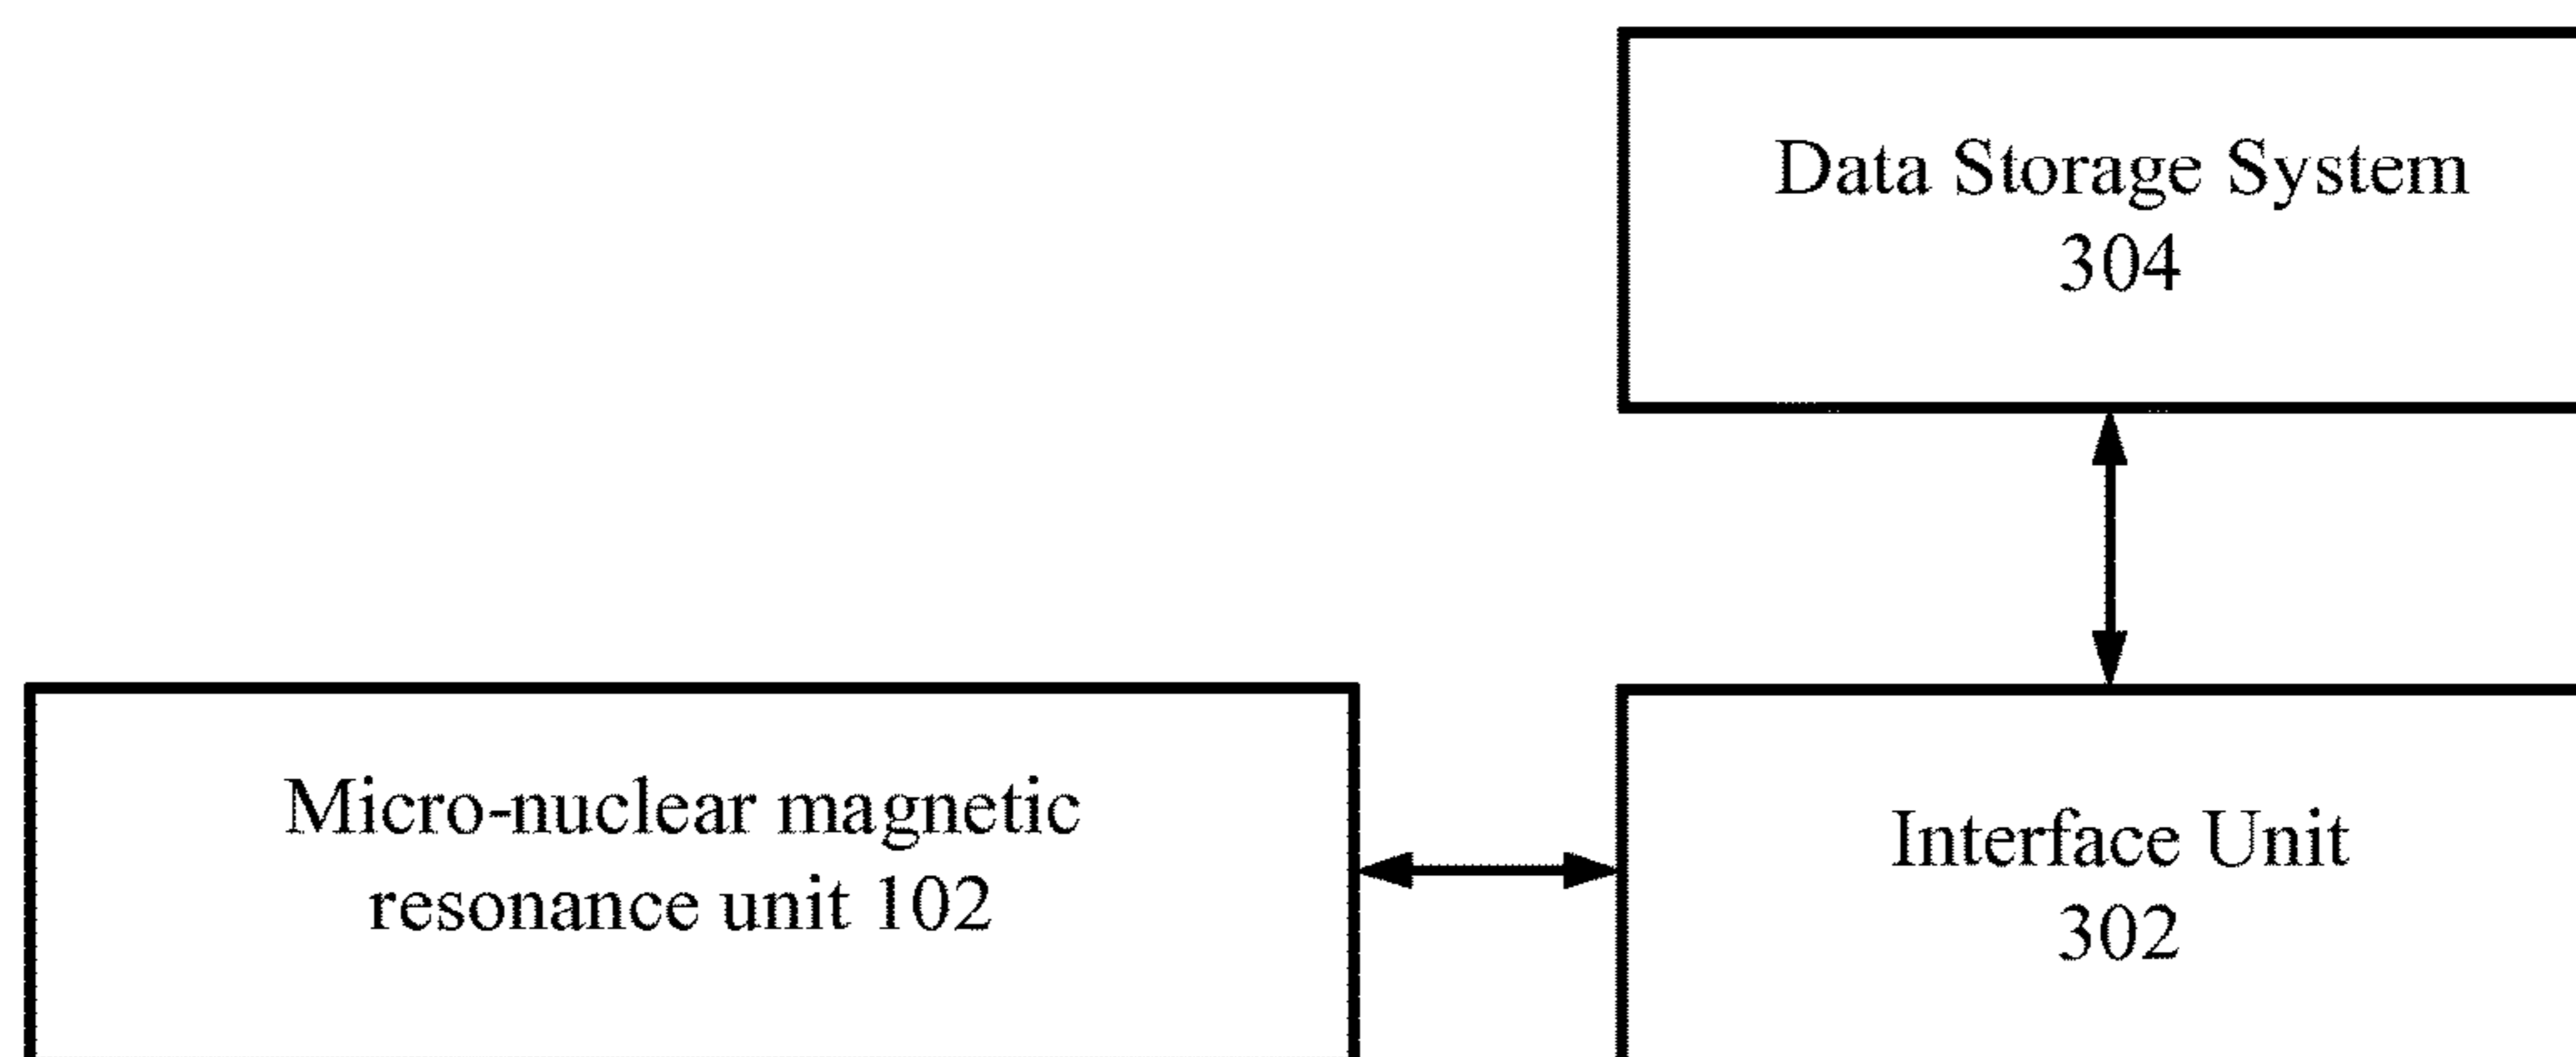 Data Storage System
304
Micro-nuclear magnetic
resonance unit 102
Interface Unit
302